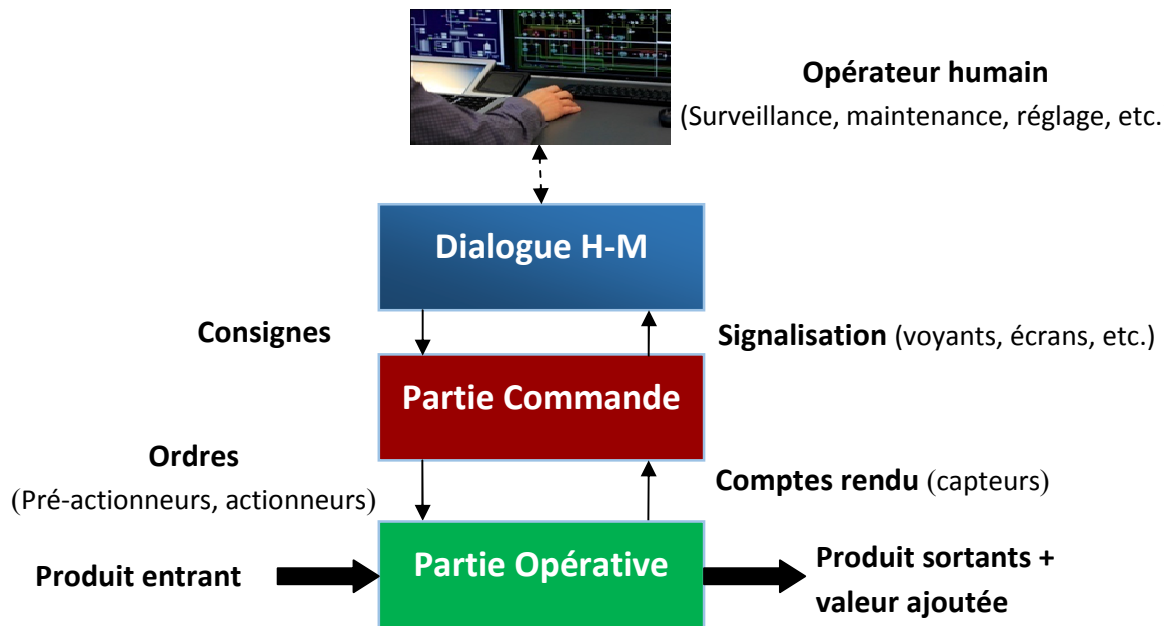 Opérateur humain
(Surveillance, maintenance, réglage, etc.
Dialogue H-M
Consignes
Signalisation (voyants, écrans, etc.)
Partie Commande
Ordres
(Pré-actionneurs, actionneurs)
Comptes rendu (capteurs)
Partie Opérative
Produit entrant
Produit sortants +
valeur ajoutée